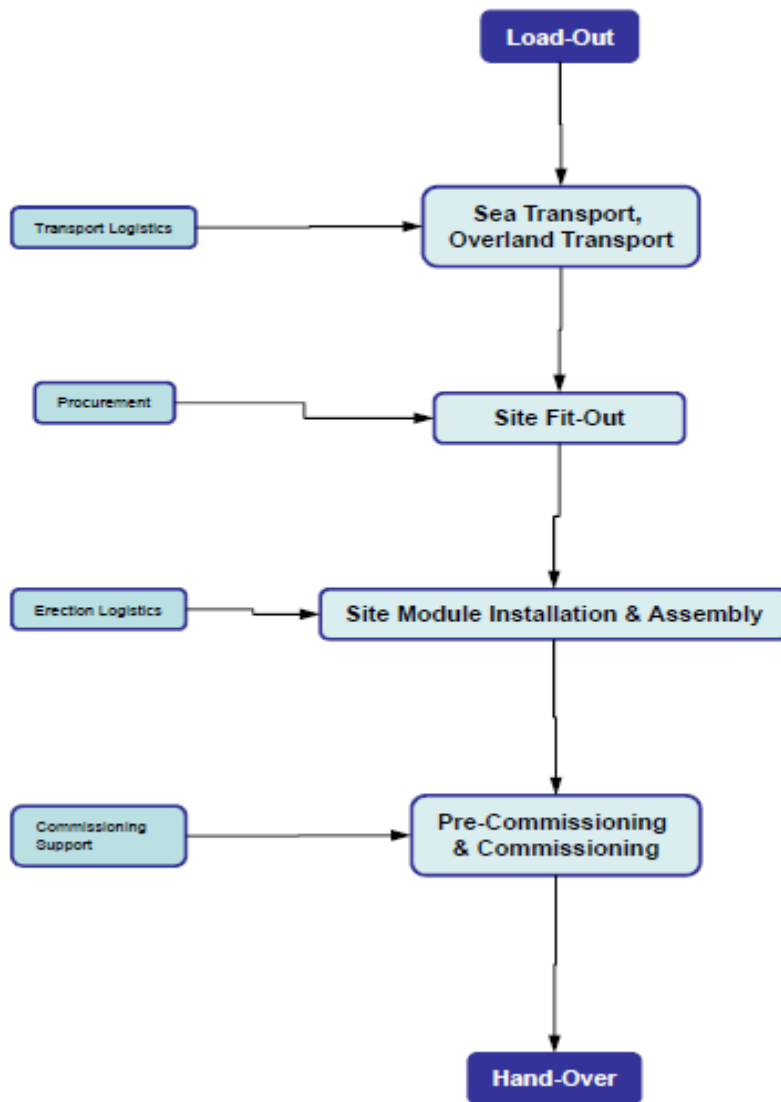 Load-Out
Transport Logistics
Sea Transport,
Overland Transport
Procurement
Site Fit-Out
Erection Logistics
Site Module Installation & Assembly
Commissioning
Support
Pre-Commissioning
& Commissioning
Hand-Over